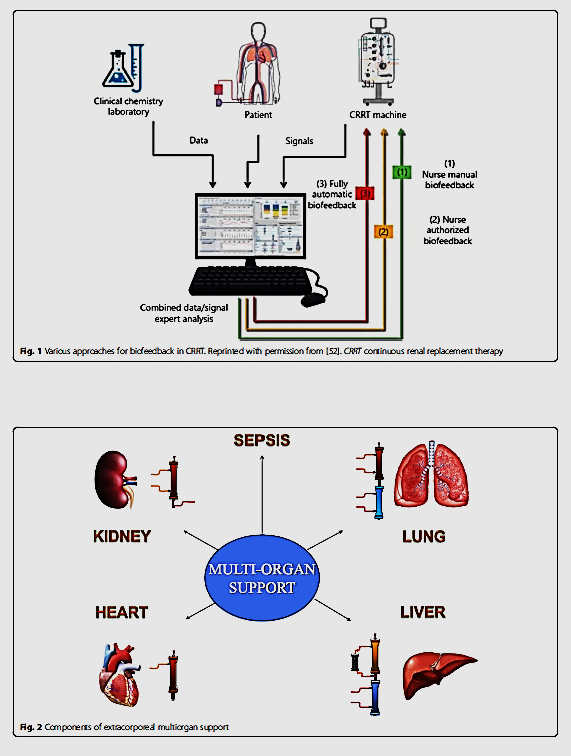 Clinical chemistry
laboratory
Patient
CRRT machine
Data
Signals
(1)
Nurse manual
biofeedback
(3) Fully
automatic
biofeedback
(3)
(1)
(2)
(2) Nurse
authorized
biofeedback
Combined data/signal
expert analysis
Fig. 1 Various approaches for biofeedback in CRRT. Reprinted with permission from [52]. CRRT continuous renal replacement therapy
SEPSIS
KIDNEY
LUNG
MULTI-ORGAN
SUPPORT
HEART
LIVER
Fig. 2 Components of extracorporeal multiorgan support